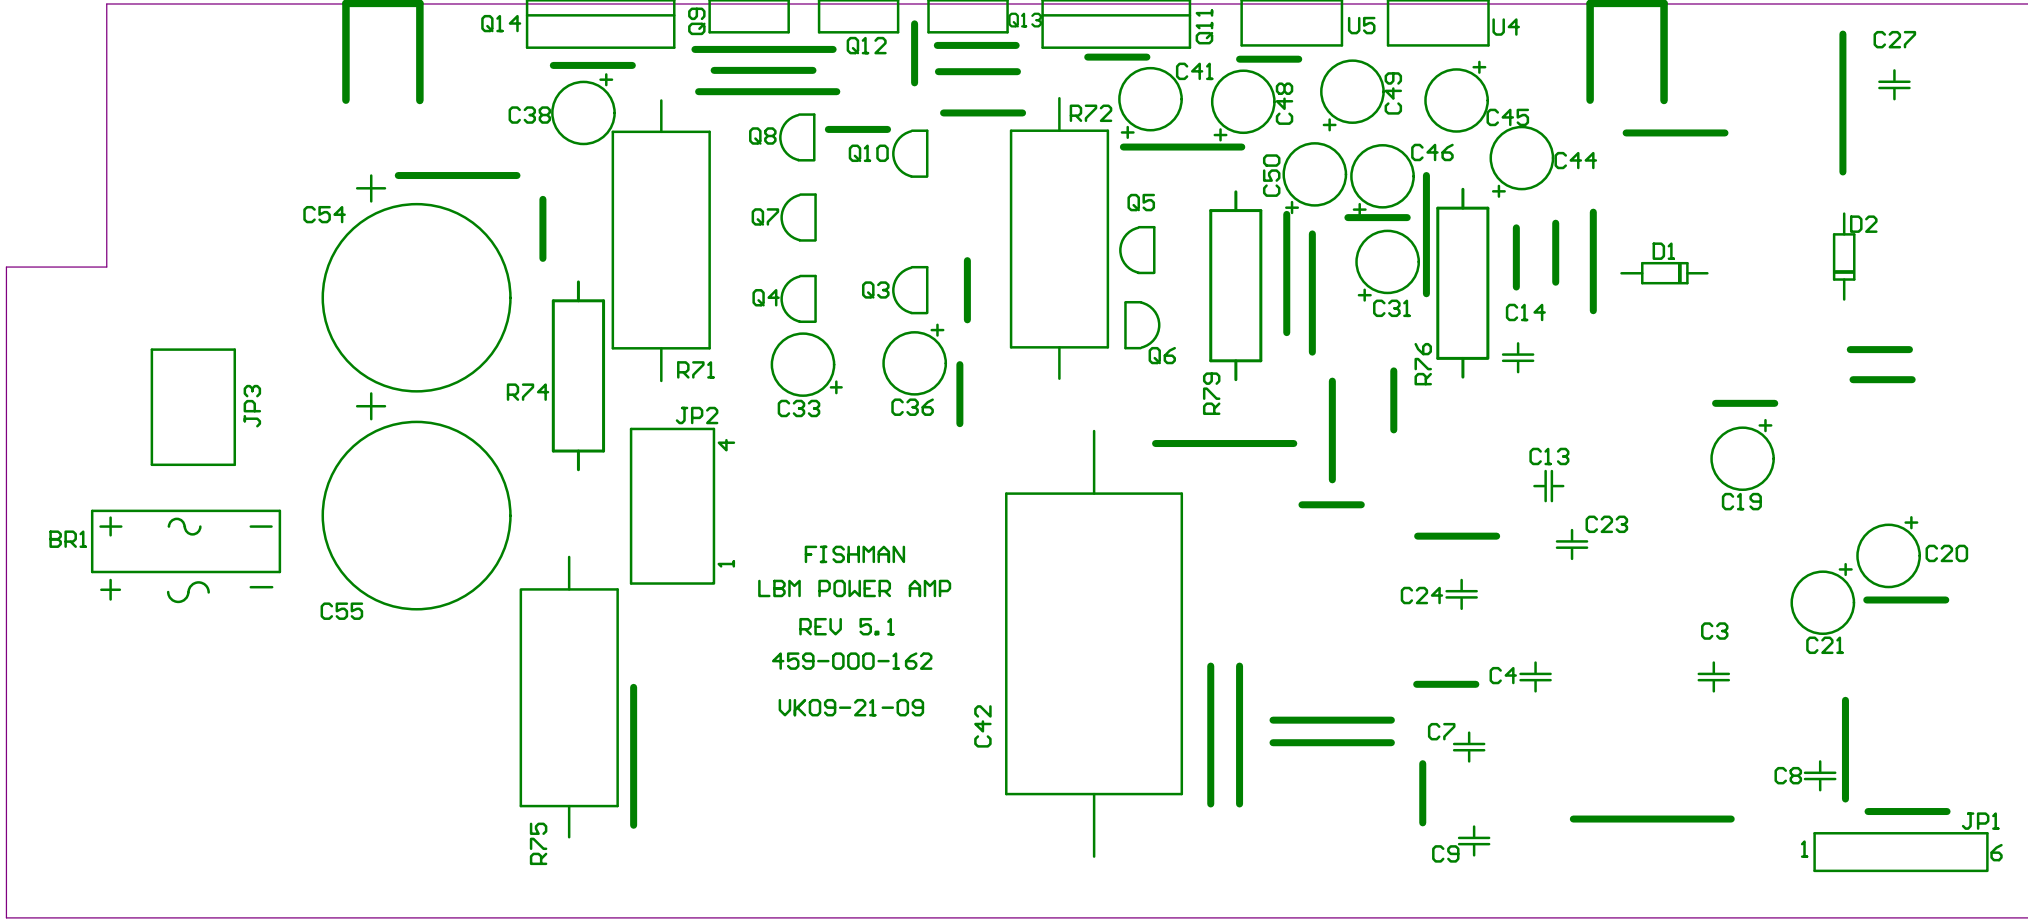 Q14
Q9
Q12
Q13
Q11
U5
U4
C27
C38
Q8
Q10
R72
C41
C48
C49
C45
C50
C46
C44
C54
+
Q7
Q5
D1
D2
Q4
Q3
C31
C14
Q6
R71
R74
C33
C36
R79
R76
JP3
JP2
4
+
C13
C19
BR1
+ ~ -
+ ~ -
1
C23
C20
FISHMAN
LBM POWER AMP
REV 5.1
459-000-162
VK09-21-09
C55
C24
C3
C21
C4
C42
C7
C8
R75
C9
JP1
1
6